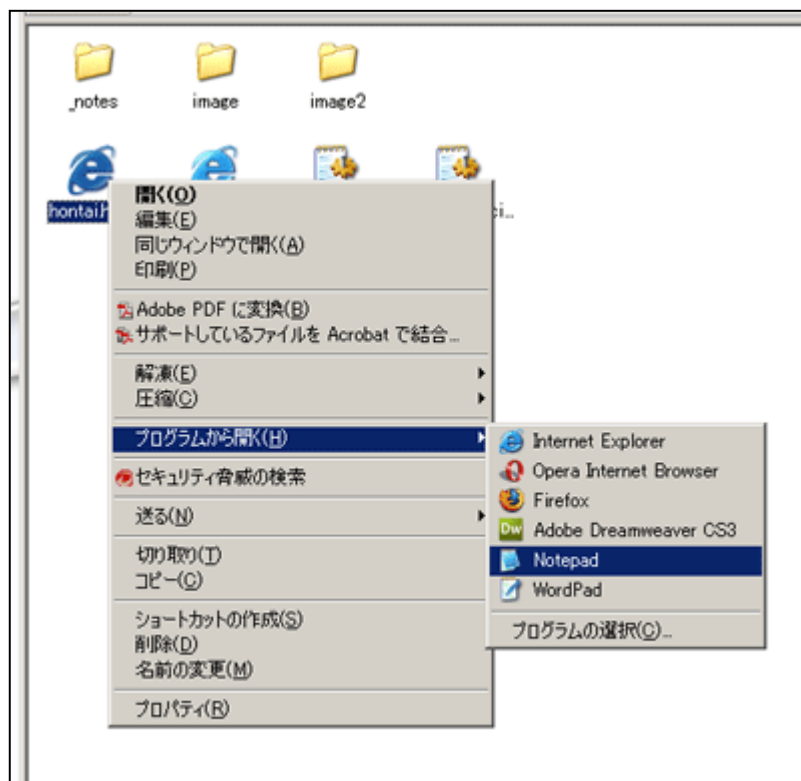 _notes
image
image2
hontai.h
ci...
開く(O)
編集(E)
同じウィンドウで開く(A)
印刷(P)
Adobe PDF に変換(B)
サポートしているファイルを Acrobat で結合...
解凍(E)
圧縮(C)
プログラムから開く(H)
セキュリティ脅威の検索
送る(N)
切り取り(T)
コピー(C)
ショートカットの作成(S)
削除(D)
名前の変更(M)
プロパティ(R)
Internet Explorer
Opera Internet Browser
Firefox
Dw Adobe Dreamweaver CS3
Notepad
WordPad
プログラムの選択(C)...